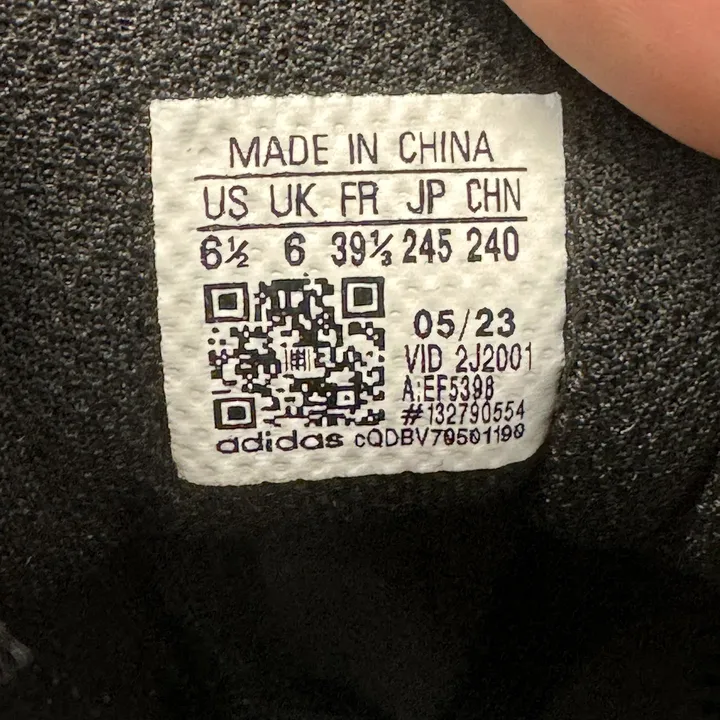 MADE IN CHINA
US UK FR JP CHN
6½ 6 39⅓ 245 240
05/23
VID 2J2001
A:EF5398
#132790554
adidas cQDBV70501190